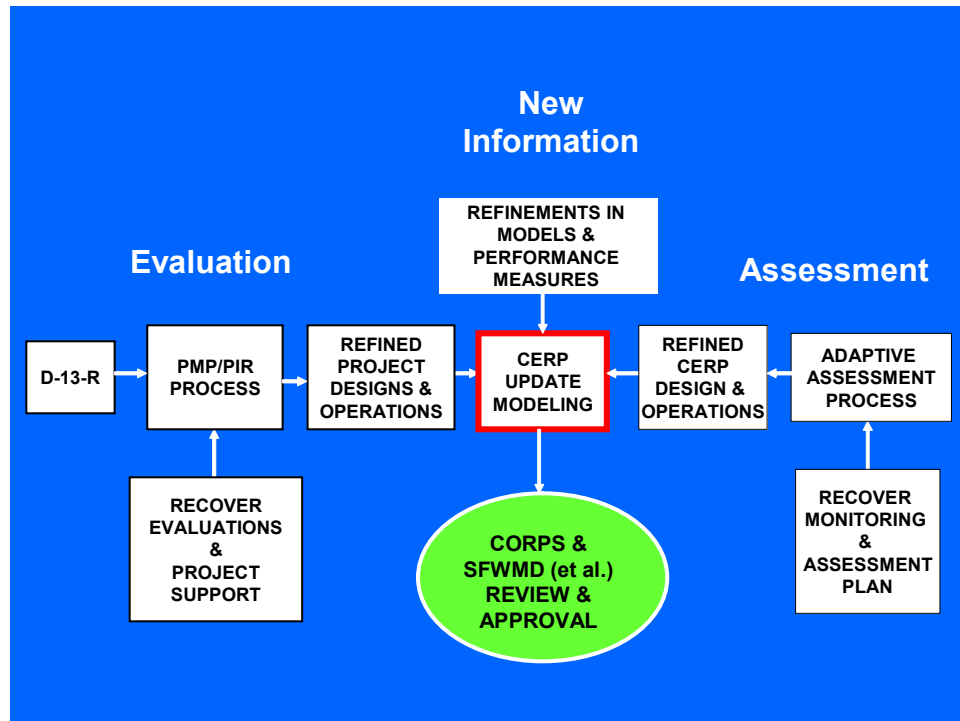 New
Information
REFINEMENTS IN
MODELS &
PERFORMANCE
MEASURES
Evaluation
Assessment
D-13-R
PMP/PIR
PROCESS
REFINED
PROJECT
DESIGNS &
OPERATIONS
CERP
UPDATE
MODELING
REFINED
CERP
DESIGN &
OPERATIONS
ADAPTIVE
ASSESSMENT
PROCESS
RECOVER
EVALUATIONS
&
PROJECT
SUPPORT
CORPS &
SFWMD (et al.)
REVIEW &
APPROVAL
RECOVER
MONITORING
&
ASSESSMENT
PLAN